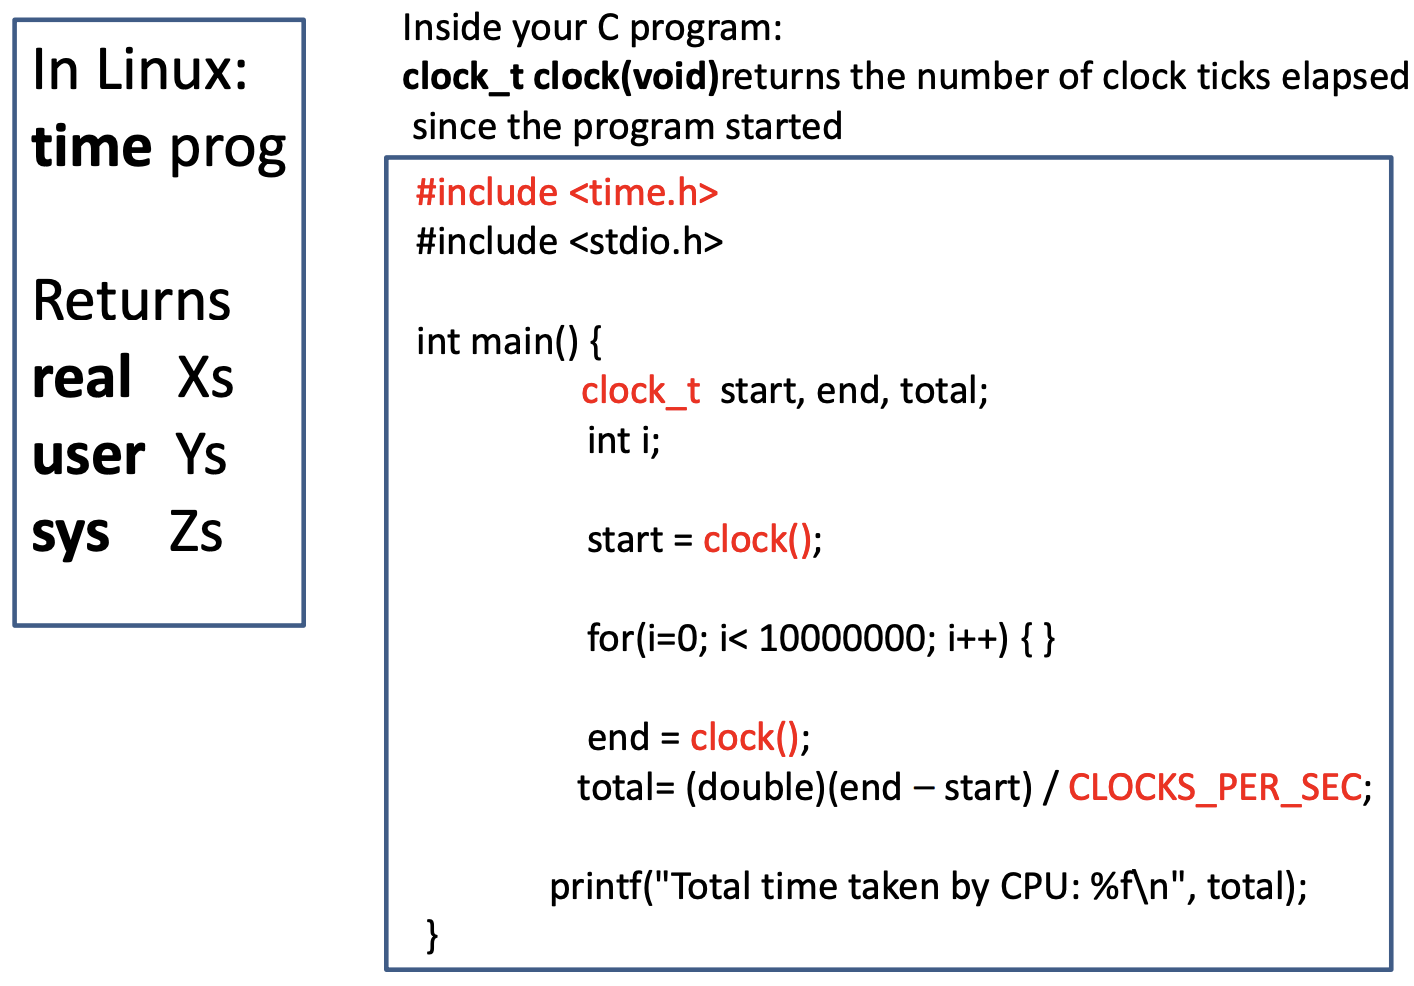 In Linux:
time prog
Returns
real Xs
user Ys
sys Zs
Inside your C program:
clock_t clock(void)returns the number of clock ticks elapsed
since the program started
#include <time.h>
#include <stdio.h>
int main() {
clock_t start, end, total;
int i;
start = clock();
for(i=0; i< 10000000; i++) { }
end = clock();
total= (double)(end – start) / CLOCKS_PER_SEC;
printf("Total time taken by CPU: %f\n", total);
}